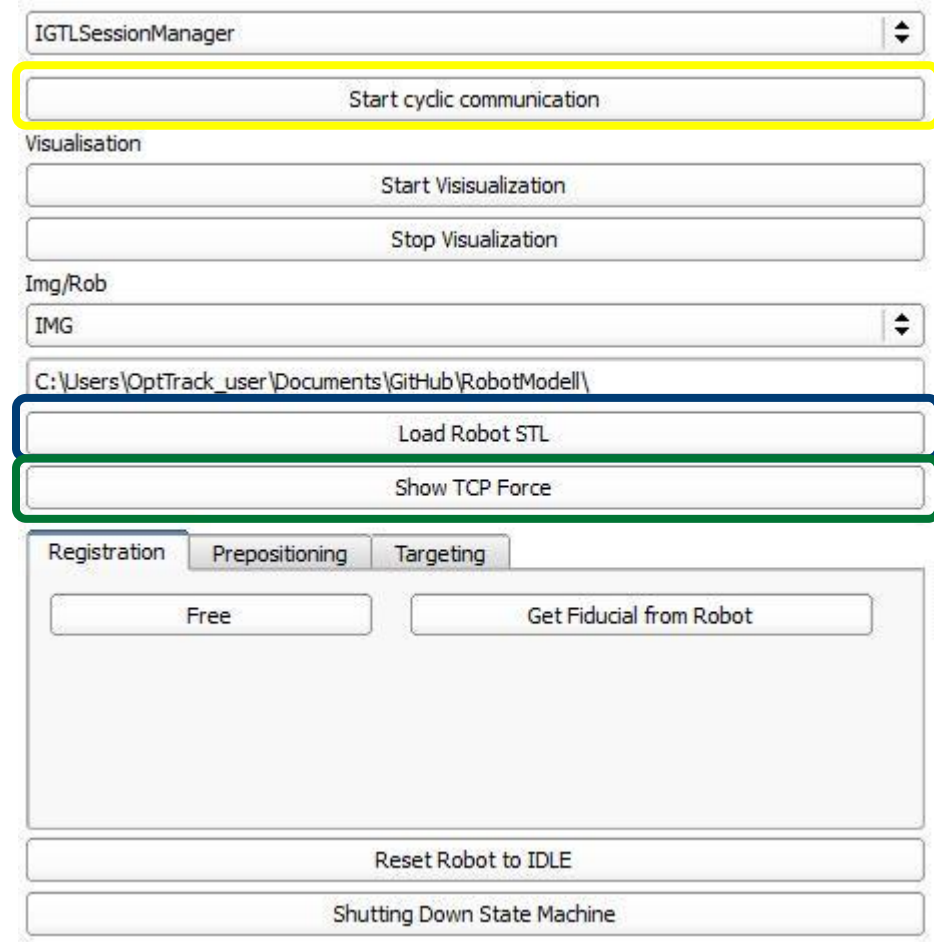 IGTLSessionManager
Start cyclic communication
Visualisation
Start Visisualization
Stop Visualization
Img/Rob
IMG
C:\Users\OptTrack_user\Documents\GitHub\RobotModell\
Load Robot STL
Show TCP Force
Registration Prepositioning Targeting
Free Get Fiducial from Robot
Reset Robot to IDLE
Shutting Down State Machine